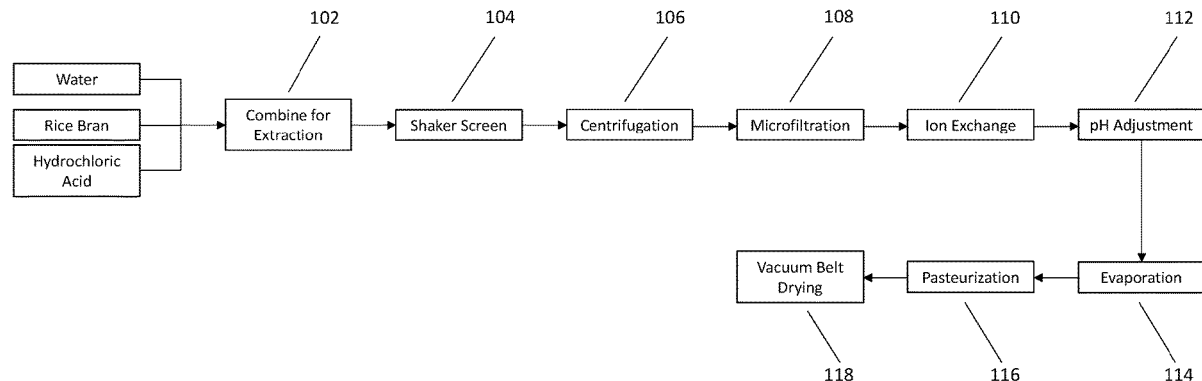 102
104
106
108
110
112
Water
Rice Bran
Hydrochloric
Acid
Combine for
Extraction
Shaker Screen
Centrifugation
Microfiltration
Ion Exchange
pH Adjustment
Vacuum Belt
Drying
Pasteurization
Evaporation
118
116
114